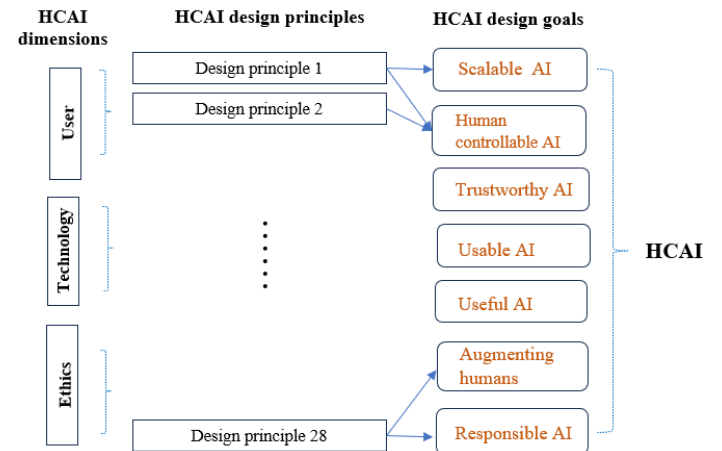 HCAI
dimensions
HCAI design principles
HCAI design goals
User
Technology
Ethics
Design principle 1
Design principle 2
Design principle 28
Scalable AI
Human
controllable AI
Trustworthy AI
Usable AI
Useful AI
Augmenting
humans
Responsible AI
HCAI